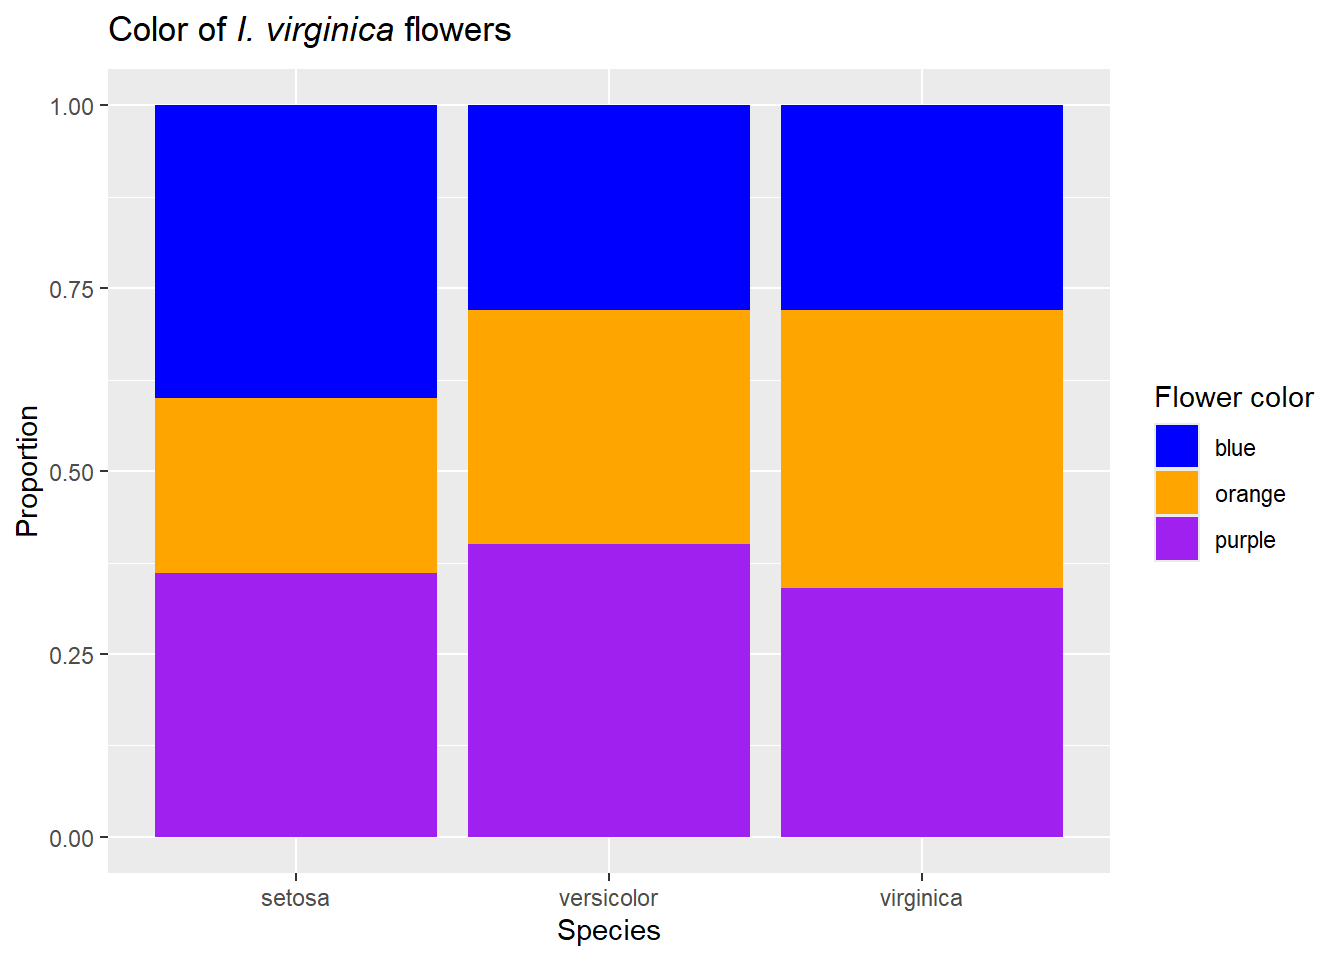 Color of I. virginica flowers
1.00
0.75
0.50
0.25
0.00
Proportion
setosa versicolor virginica
Species
Flower color
blue
orange
purple